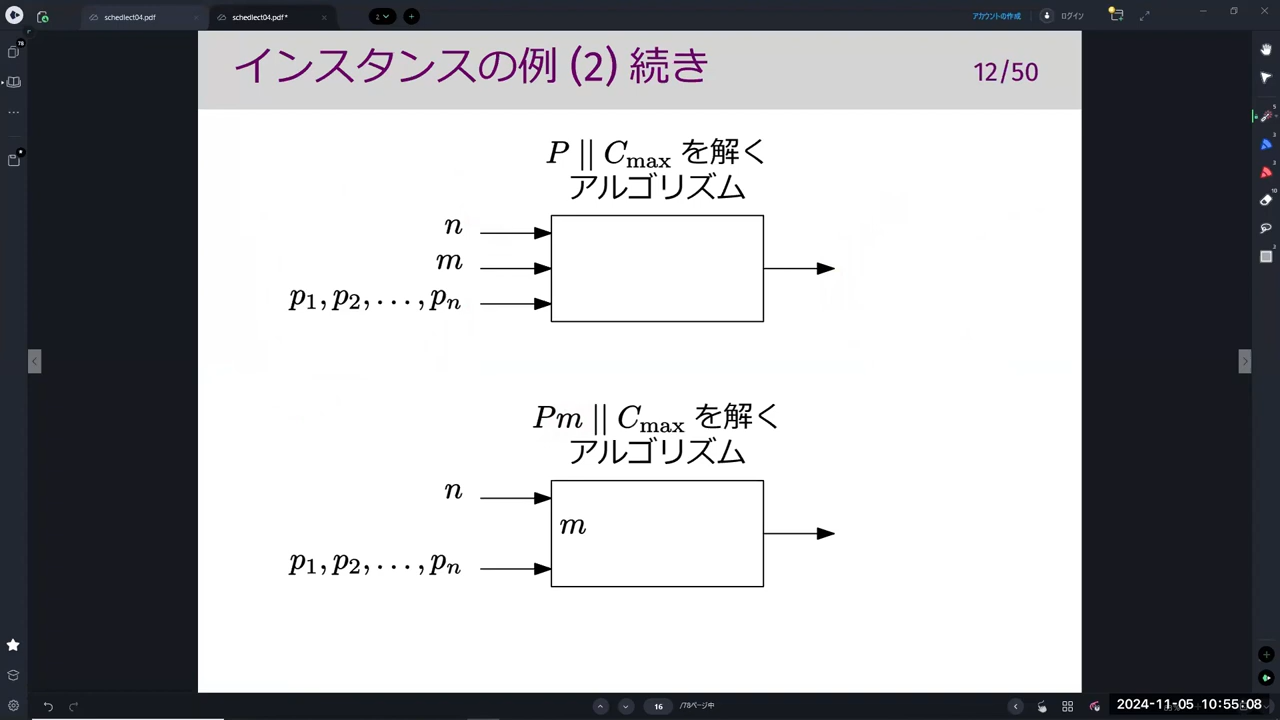 schedlect04.pdf
schedlect04.pdf*
2
アカウントの作成
ログイン
インスタンスの例 (2) 続き
12/50
P || Cmax を解く
アルゴリズム
n
m
p1, p2, . . . , pn
Pm || Cmax を解く
アルゴリズム
n
m
p1, p2, . . . , pn
16
/78ページ中
2024-11-05 10:55:08